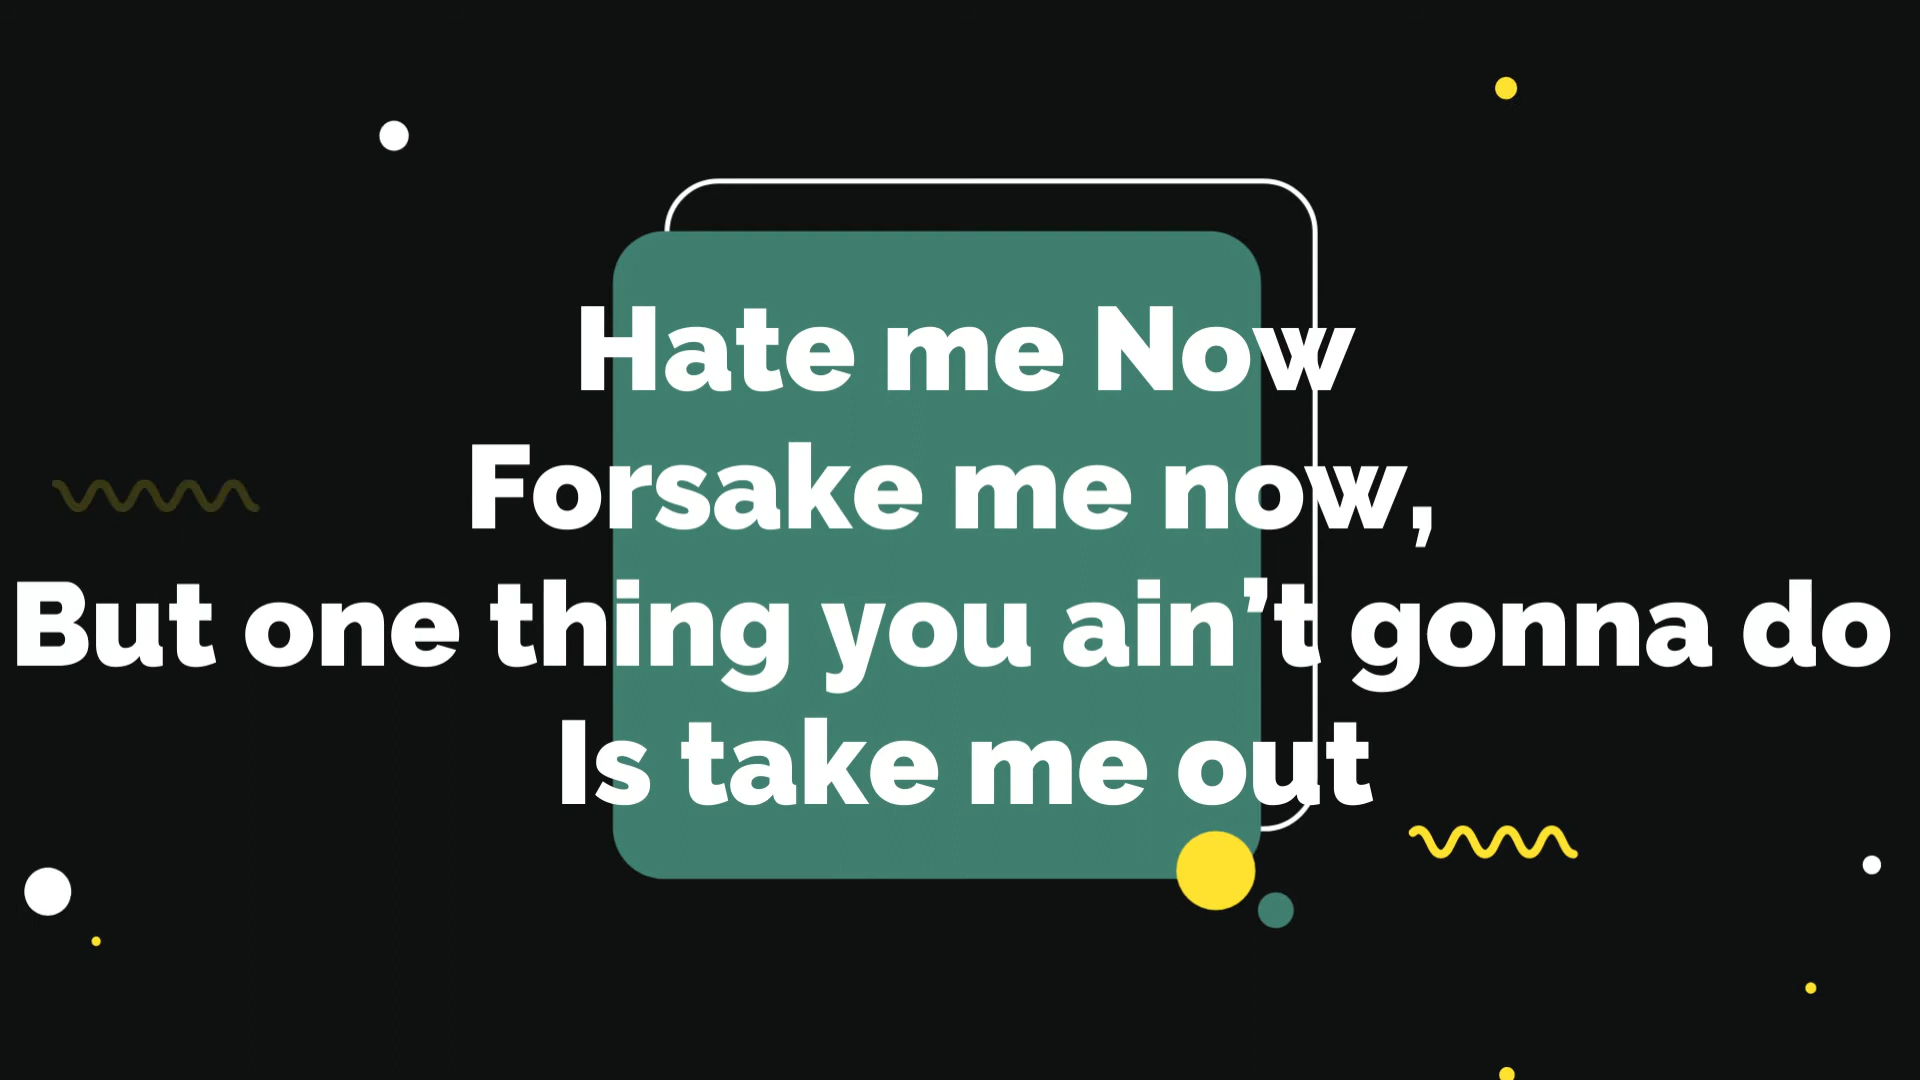 Hate me Now
Forsake me now,
But one thing you ain’t gonna do
Is take me out